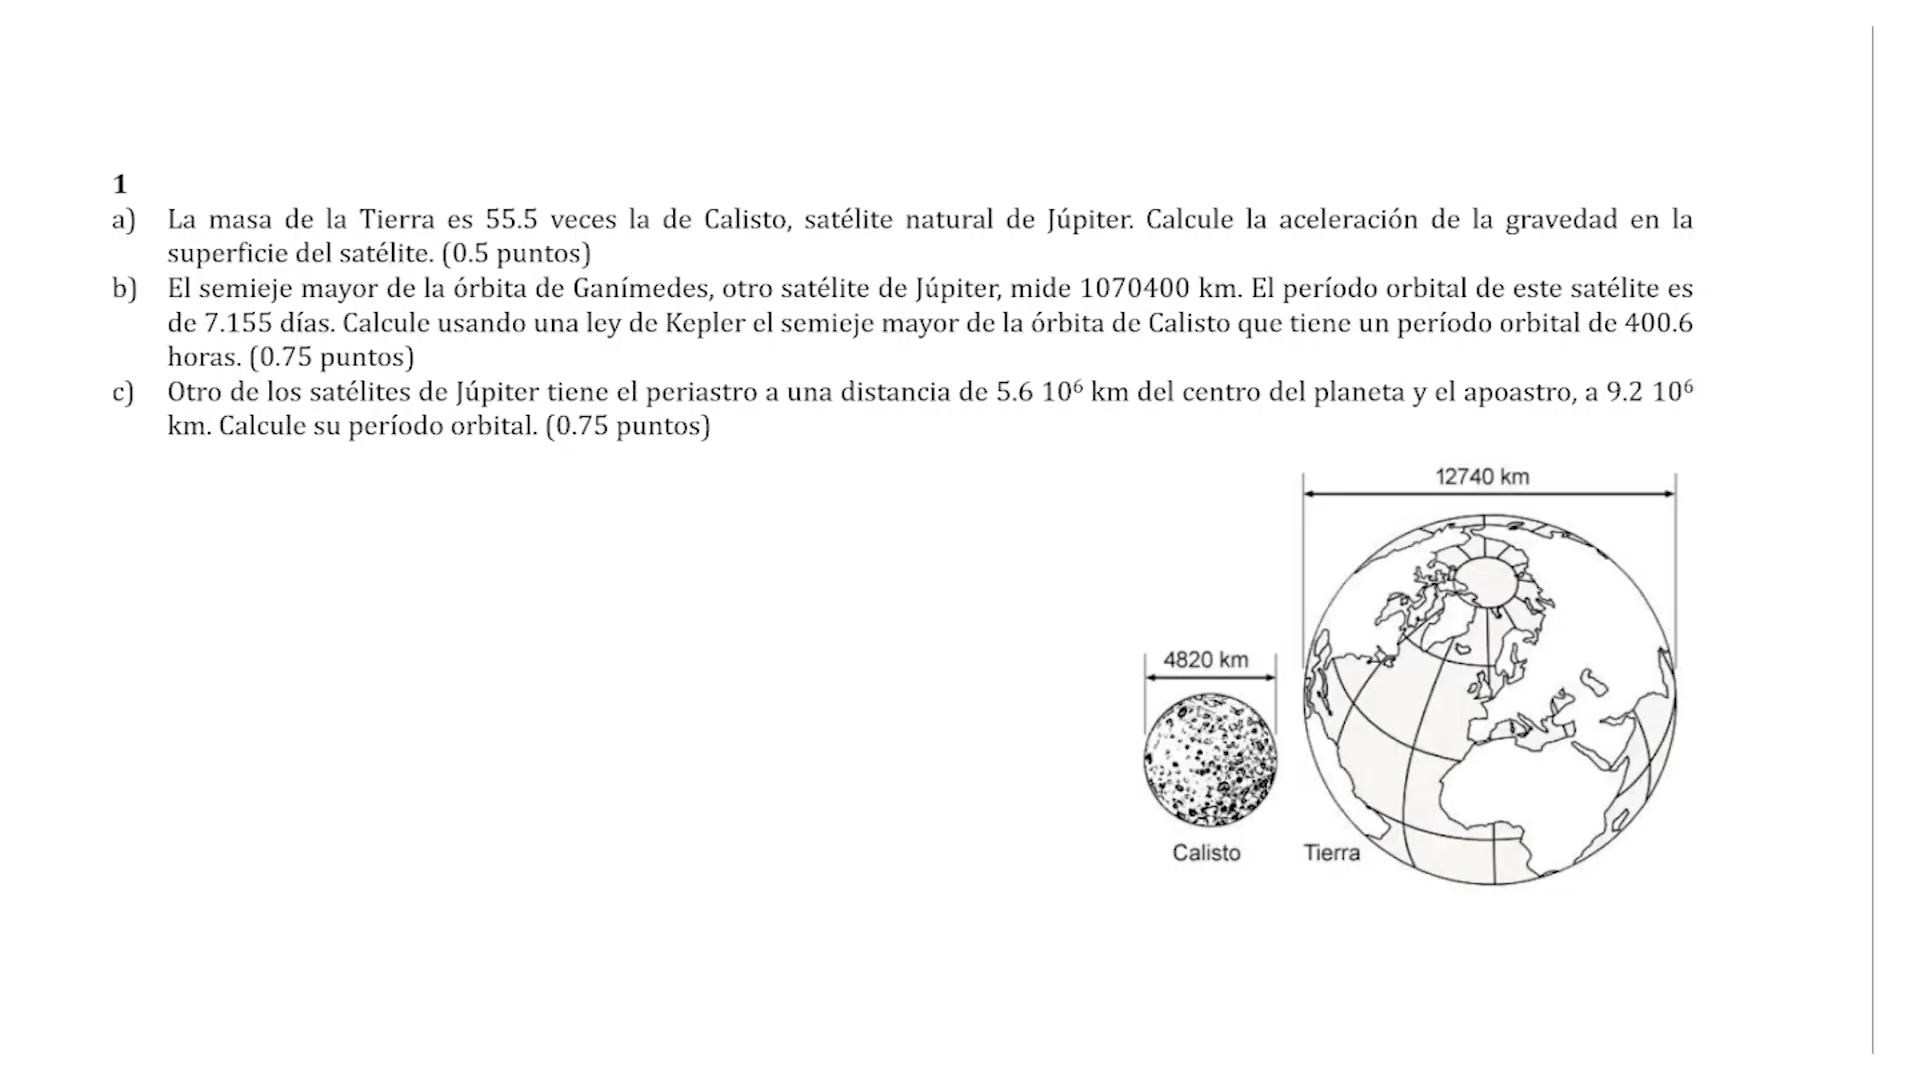 1
a) La masa de la Tierra es 55.5 veces la de Calisto, satélite natural de Júpiter. Calcule la aceleración de la gravedad en la
superficie del satélite. (0.5 puntos)
b) El semieje mayor de la órbita de Ganímedes, otro satélite de Júpiter, mide 1070400 km. El período orbital de este satélite es
de 7.155 días. Calcule usando una ley de Kepler el semieje mayor de la órbita de Calisto que tiene un período orbital de 400.6
horas. (0.75 puntos)
c) Otro de los satélites de Júpiter tiene el periastro a una distancia de 5.6 10⁶ km del centro del planeta y el apoastro, a 9.2 10⁶
km. Calcule su período orbital. (0.75 puntos)
12740 km
4820 km
Calisto
Tierra